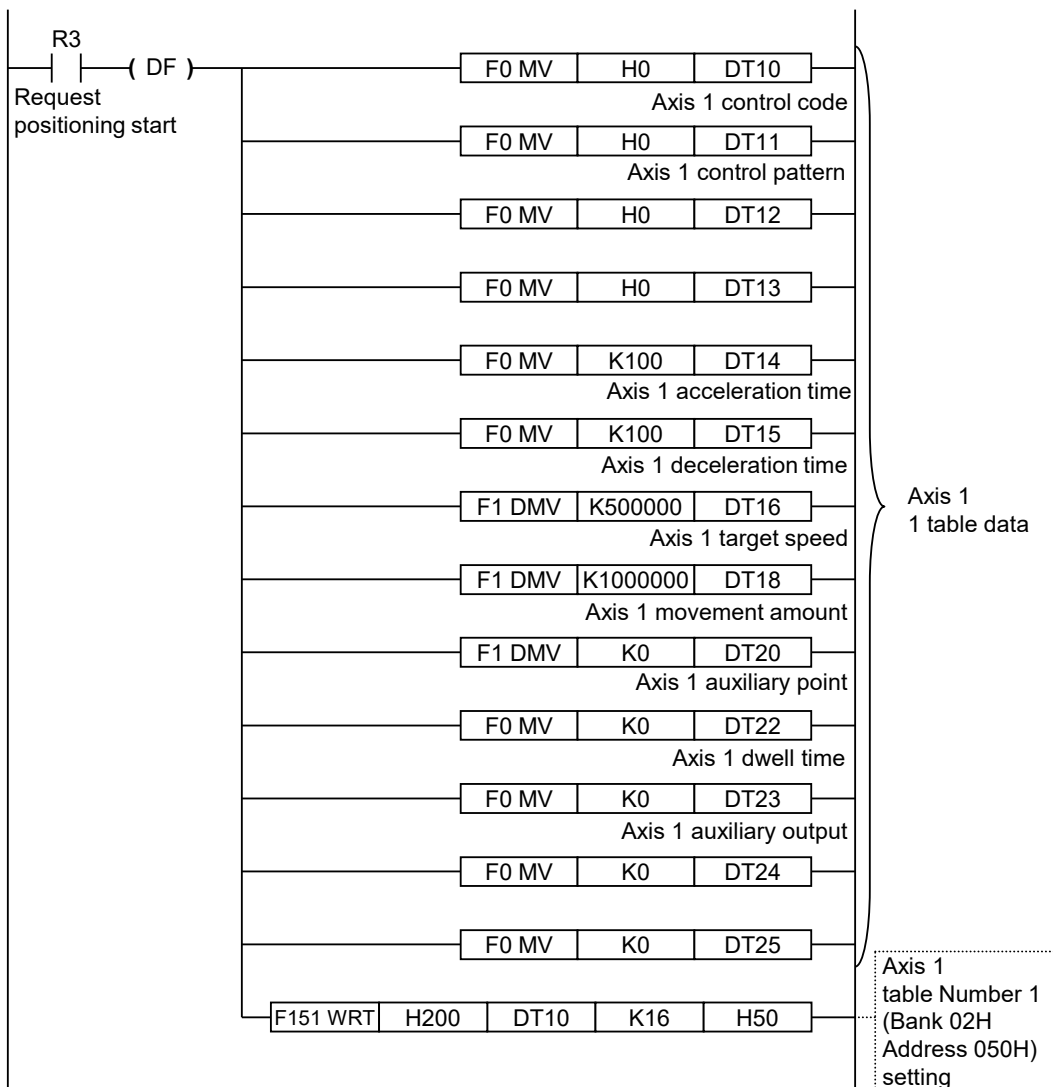 R3
( DF )
Request
positioning start
F0 MV H0 DT10
Axis 1 control code
F0 MV H0 DT11
Axis 1 control pattern
F0 MV H0 DT12
F0 MV H0 DT13
F0 MV K100 DT14
Axis 1 acceleration time
F0 MV K100 DT15
Axis 1 deceleration time
F1 DMV K500000 DT16
Axis 1 target speed
F1 DMV K1000000 DT18
Axis 1 movement amount
F1 DMV K0 DT20
Axis 1 auxiliary point
F0 MV K0 DT22
Axis 1 dwell time
F0 MV K0 DT23
Axis 1 auxiliary output
F0 MV K0 DT24
F0 MV K0 DT25
Axis 1
1 table data
F151 WRT H200 DT10 K16 H50
Axis 1
table Number 1
(Bank 02H
Address 050H)
setting